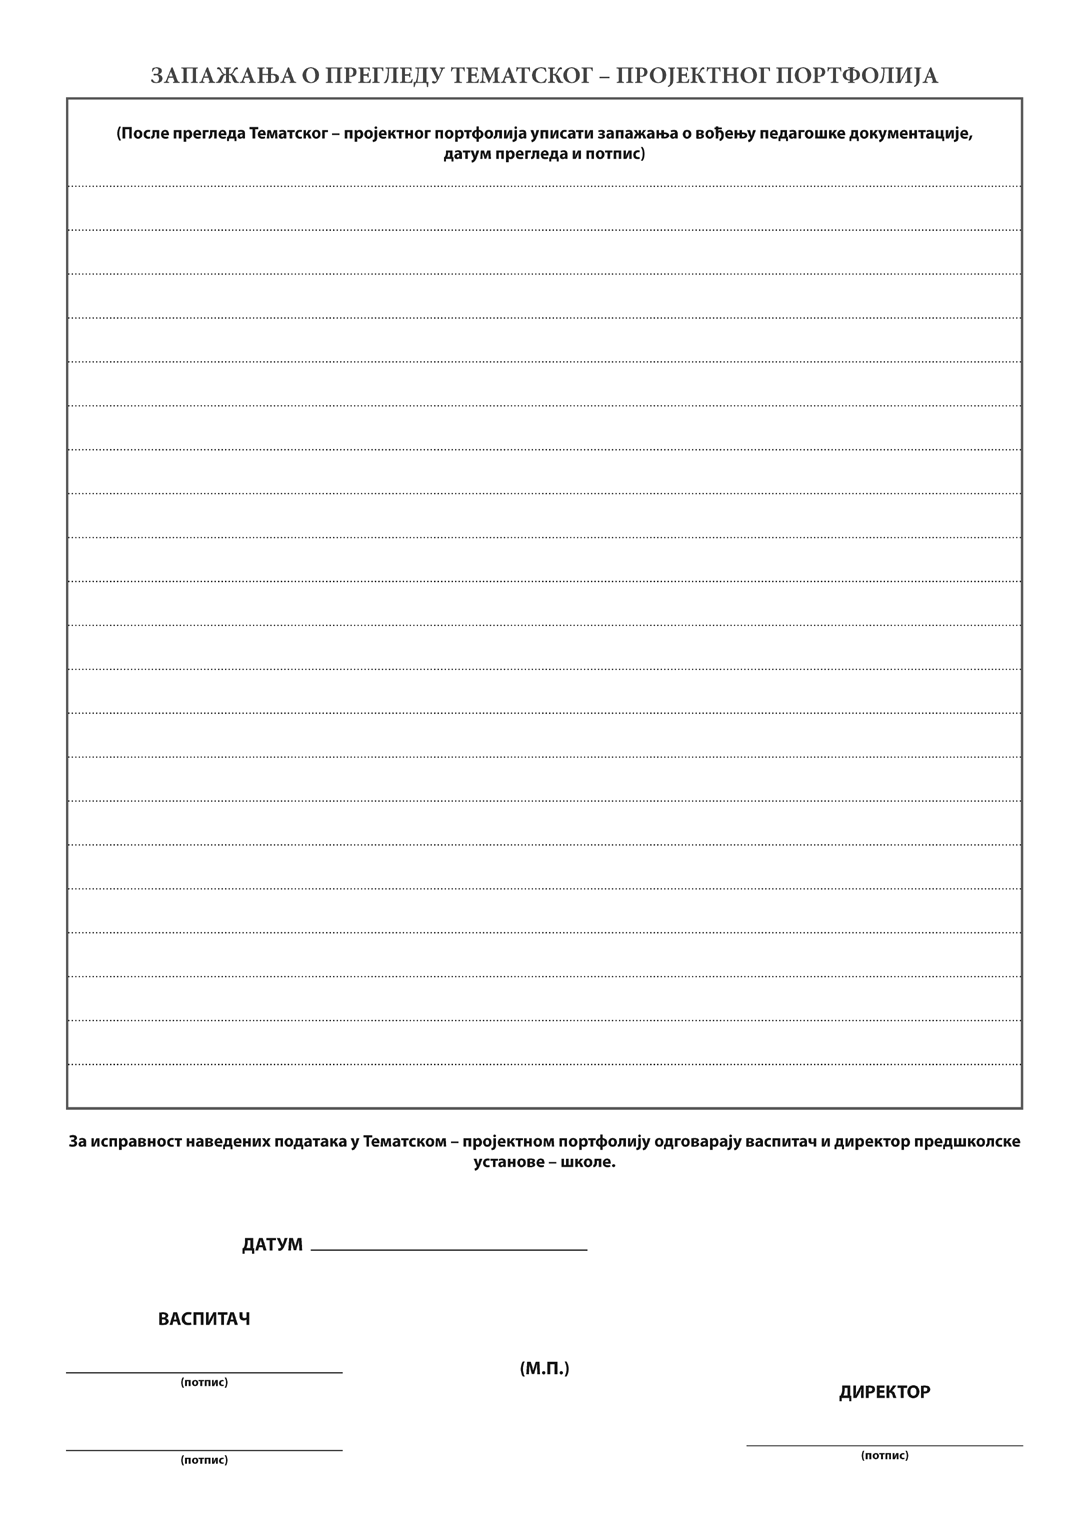 ЗАПАЖАЊА О ПРЕГЛЕДУ ТЕМАТСКОГ – ПРОЈЕКТНОГ ПОРТФОЛИЈА
(После прегледа Тематског – пројектног портфолија уписати запажања о вођењу педагошке документације,
датум прегледа и потпис)
За исправност наведених података у Тематском – пројектном портфолију одговарају васпитач и директор предшколске
установе – школе.
ДАТУМ
ВАСПИТАЧ
(М.П.)
(потпис)
ДИРЕКТОР
(потпис)
(потпис)